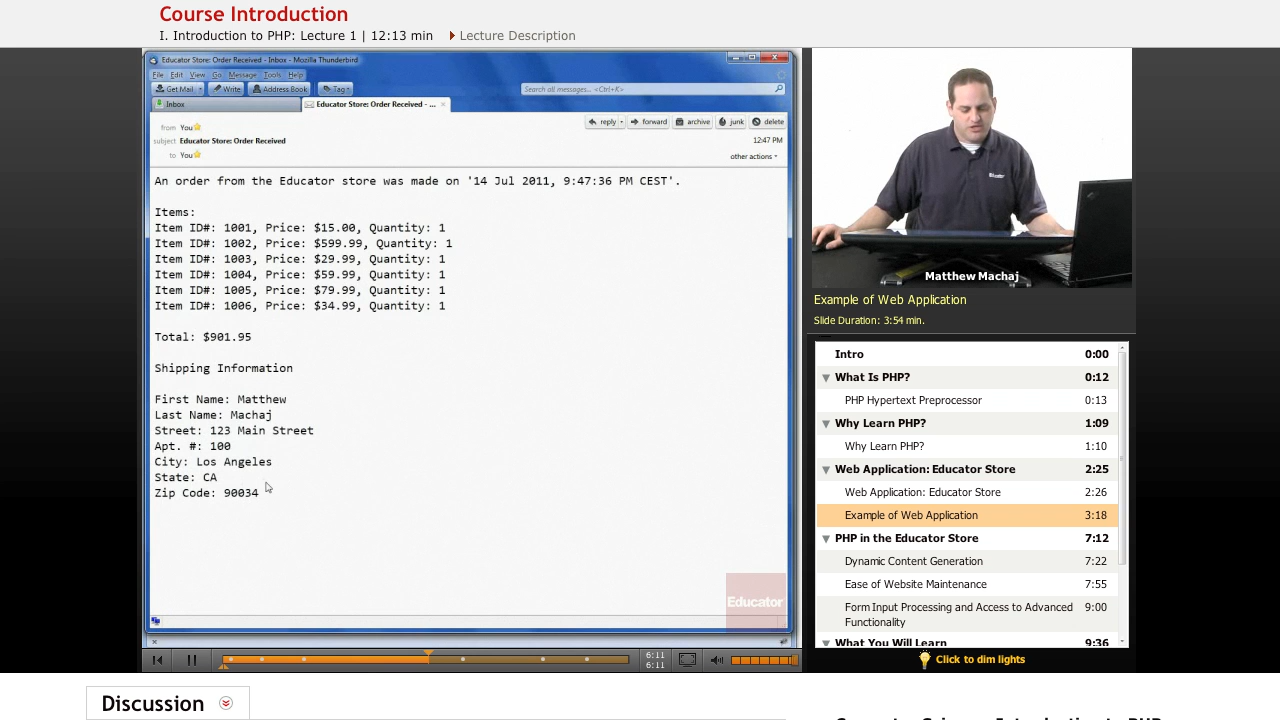 Course Introduction
I. Introduction to PHP: Lecture 1 | 12:13 min Lecture Description
Educator Store: Order Received - Inbox - Mozilla Thunderbird
File Edit View Go Message Tools Help
Get Mail Write Address Book Tag Search all messages... <Ctrl+K>
Inbox Educator Store: Order Received - ...
reply forward archive junk delete
from You
subject Educator Store: Order Received 12:47 PM
to You other actions
An order from the Educator store was made on '14 Jul 2011, 9:47:36 PM CEST'.
Items:
Item ID#: 1001, Price: $15.00, Quantity: 1
Item ID#: 1002, Price: $599.99, Quantity: 1
Item ID#: 1003, Price: $29.99, Quantity: 1
Item ID#: 1004, Price: $59.99, Quantity: 1
Item ID#: 1005, Price: $79.99, Quantity: 1
Item ID#: 1006, Price: $34.99, Quantity: 1
Total: $901.95
Shipping Information
First Name: Matthew
Last Name: Machaj
Street: 123 Main Street
Apt. #: 100
City: Los Angeles
State: CA
Zip Code: 90034
Educator
6:11
6:11
Matthew Machaj
Example of Web Application
Slide Duration: 3:54 min.
Intro 0:00
What Is PHP? 0:12
PHP Hypertext Preprocessor 0:13
Why Learn PHP? 1:09
Why Learn PHP? 1:10
Web Application: Educator Store 2:25
Web Application: Educator Store 2:26
Example of Web Application 3:18
PHP in the Educator Store 7:12
Dynamic Content Generation 7:22
Ease of Website Maintenance 7:55
Form Input Processing and Access to Advanced 9:00
Functionality
What You Will Learn 9:36
Click to dim lights
Discussion